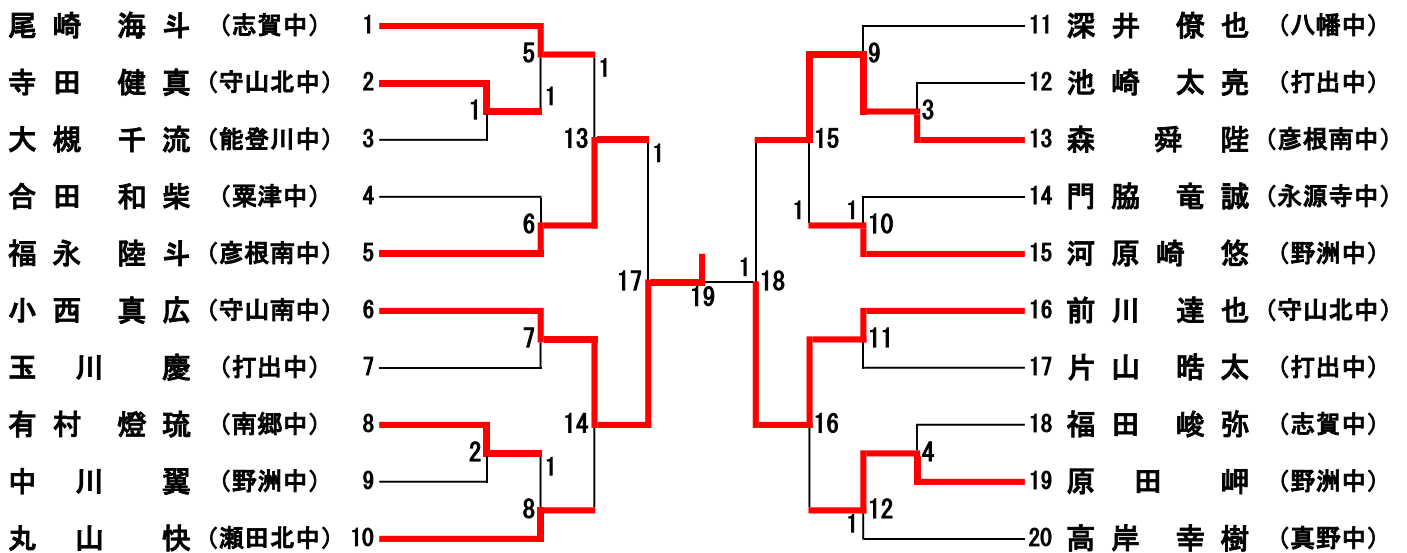 尾崎 海斗 （志賀中） 1
寺田 健真 （守山北中） 2
大槻 千流 （能登川中） 3
合田 和柴 （粟津中） 4
福永 陸斗 （彦根南中） 5
小西 真広 （守山南中） 6
玉川 慶 （打出中） 7
有村 燈琉 （南郷中） 8
中川 翼 （野洲中） 9
丸山 快 （瀬田北中） 10
5
1
1
1
13
1
6
17
7
14
2
1
8
19
1
18
9
3
15
1
1
10
11
16
4
12
1
11 深井 僚也 （八幡中）
12 池崎 太亮 （打出中）
13 森 舜陛 （彦根南中）
14 門脇 竜誠 （永源寺中）
15 河原崎 悠 （野洲中）
16 前川 達也 （守山北中）
17 片山 晧太 （打出中）
18 福田 峻弥 （志賀中）
19 原田 岬 （野洲中）
20 高岸 幸樹 （真野中）